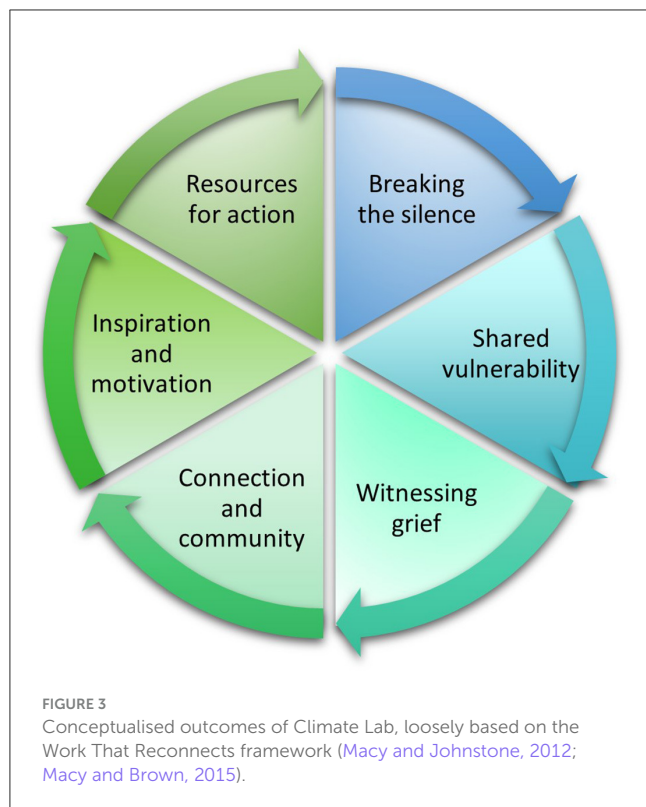 Resources
for action
Breaking
the silence
Inspiration
and
motivation
Shared
vulnerability
Connection
and
community
Witnessing
grief
FIGURE 3
Conceptualised outcomes of Climate Lab, loosely based on the
Work That Reconnects framework (Macy and Johnstone, 2012;
Macy and Brown, 2015).